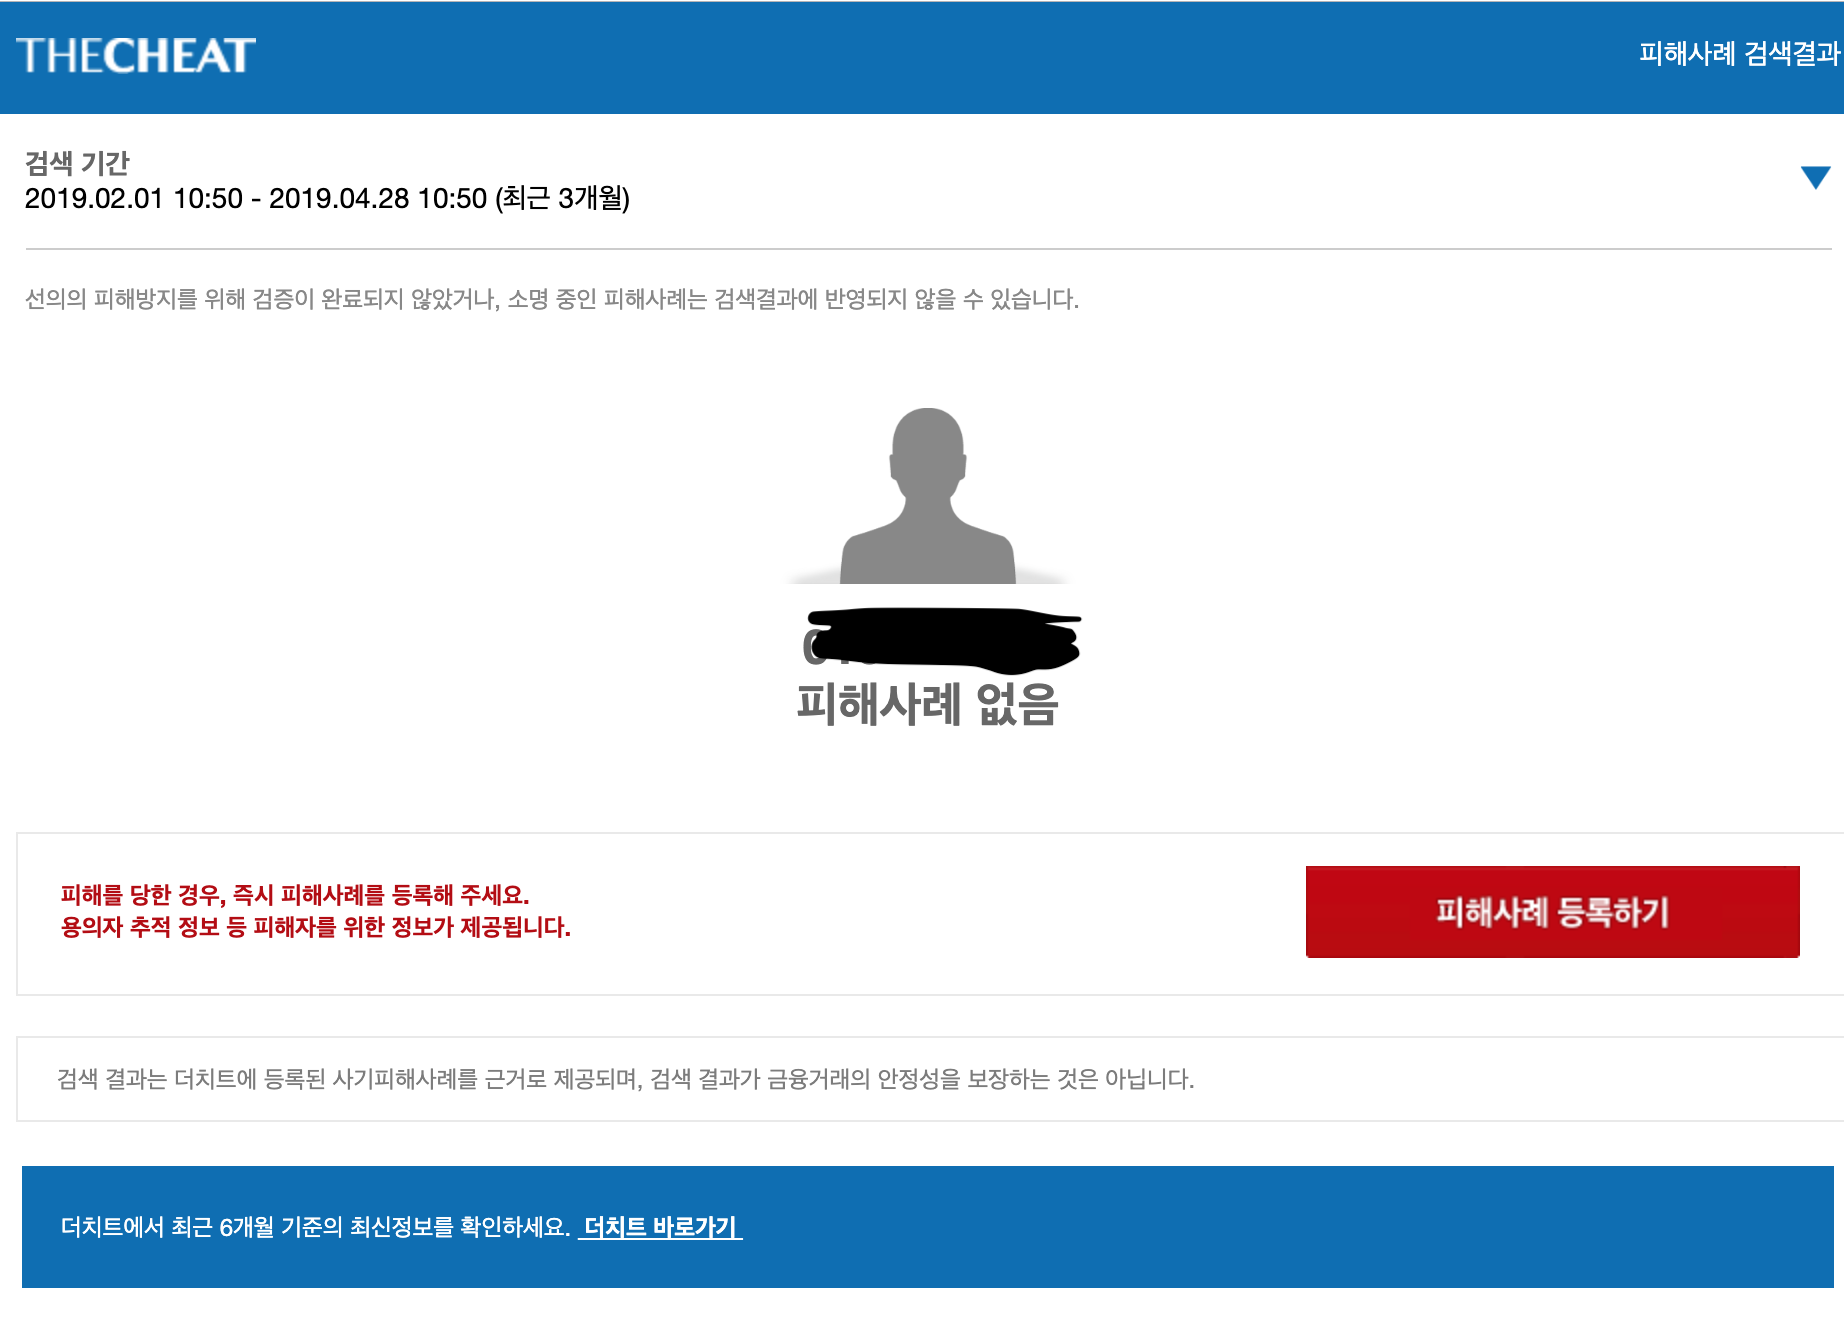 THECHEAT
피해사례 검색결과
검색 기간
2019.02.01 10:50 - 2019.04.28 10:50 (최근 3개월)
선의의 피해방지를 위해 검증이 완료되지 않았거나, 소명 중인 피해사례는 검색결과에 반영되지 않을 수 있습니다.
피해사례 없음
피해를 당한 경우, 즉시 피해사례를 등록해 주세요.
용의자 추적 정보 등 피해자를 위한 정보가 제공됩니다.
피해사례 등록하기
검색 결과는 더치트에 등록된 사기피해사례를 근거로 제공되며, 검색 결과가 금융거래의 안정성을 보장하는 것은 아닙니다.
더치트에서 최근 6개월 기준의 최신정보를 확인하세요. 더치트 바로가기